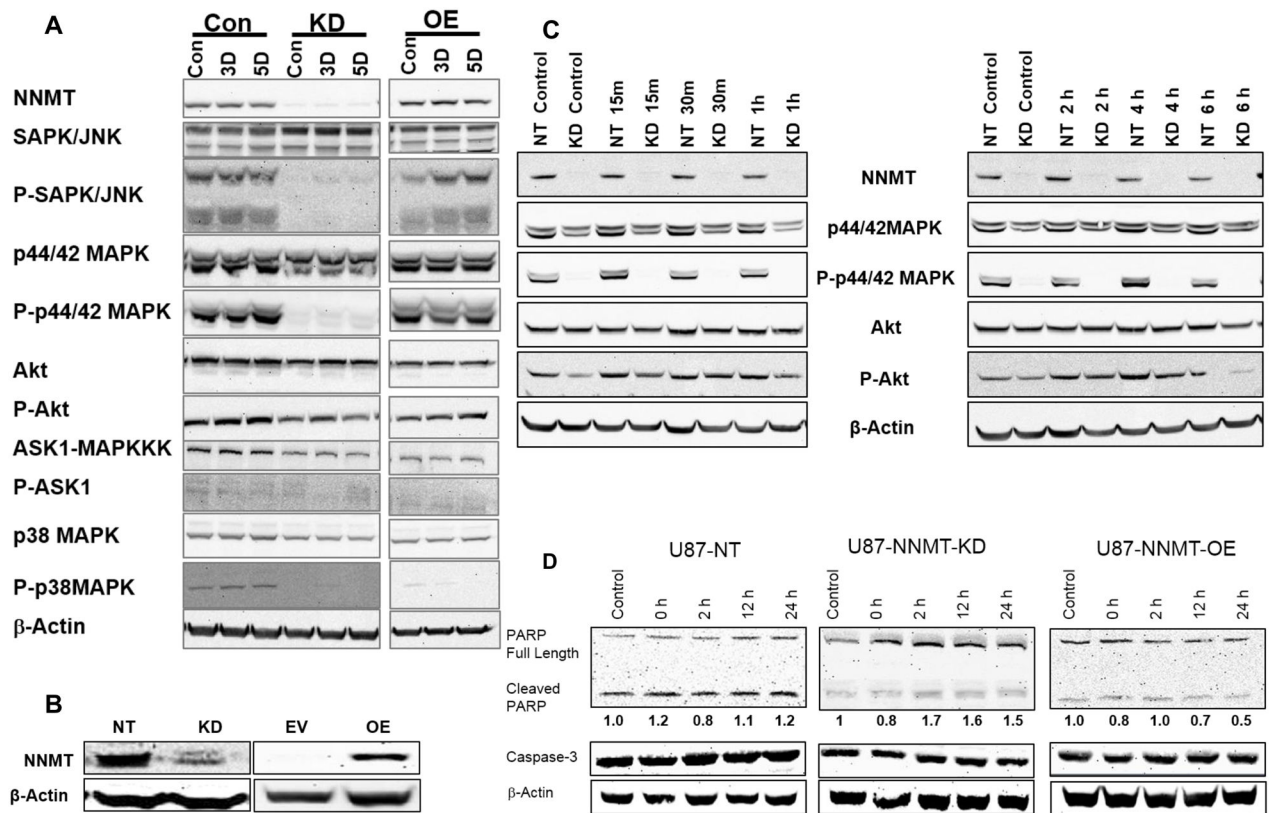 A
Con KD OE
Con 3D 5D Con 3D 5D Con 3D 5D
NNMT
SAPK/JNK
P-SAPK/JNK
p44/42 MAPK
P-p44/42 MAPK
Akt
P-Akt
ASK1-MAPKKK
P-ASK1
p38 MAPK
P-p38MAPK
β-Actin
B
NT KD EV OE
NNMT
β-Actin
C
NT Control KD Control NT 15m KD 15m NT 30m KD 30m NT 1h KD 1h
NT Control KD Control NT 2 h KD 2 h NT 4 h KD 4 h NT 6 h KD 6 h
NNMT
p44/42MAPK
P-p44/42 MAPK
Akt
P-Akt
β-Actin
D
U87-NT U87-NNMT-KD U87-NNMT-OE
Control 0 h 2 h 12 h 24 h Control 0 h 2 h 12 h 24 h Control 0 h 2 h 12 h 24 h
PARP
Full Length
Cleaved
PARP
1.0 1.2 0.8 1.1 1.2 1 0.8 1.7 1.6 1.5 1.0 0.8 1.0 0.7 0.5
Caspase-3
β-Actin